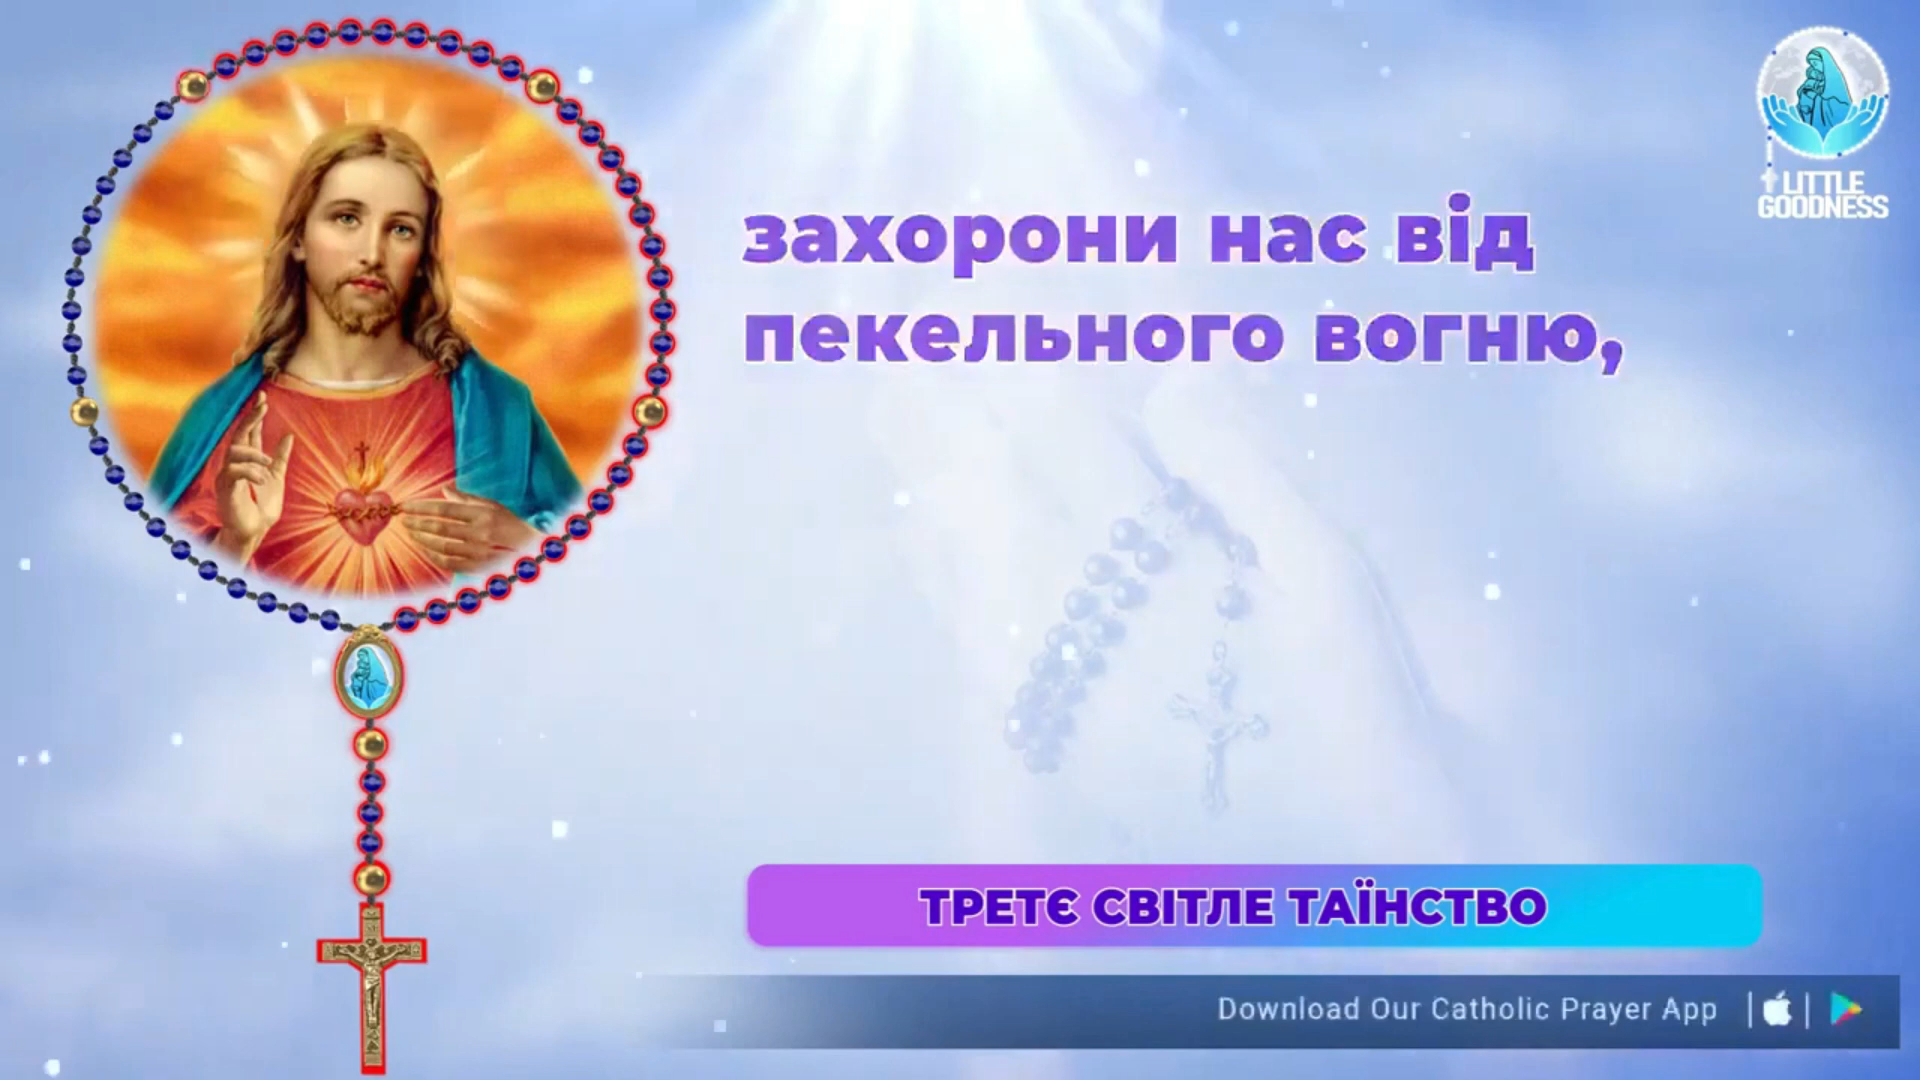 LITTLE
GOODNESS
захорони нас від
пекельного вогню,
ТРЕТЄ СВІТЛЕ ТАЇНСТВО
Download Our Catholic Prayer App